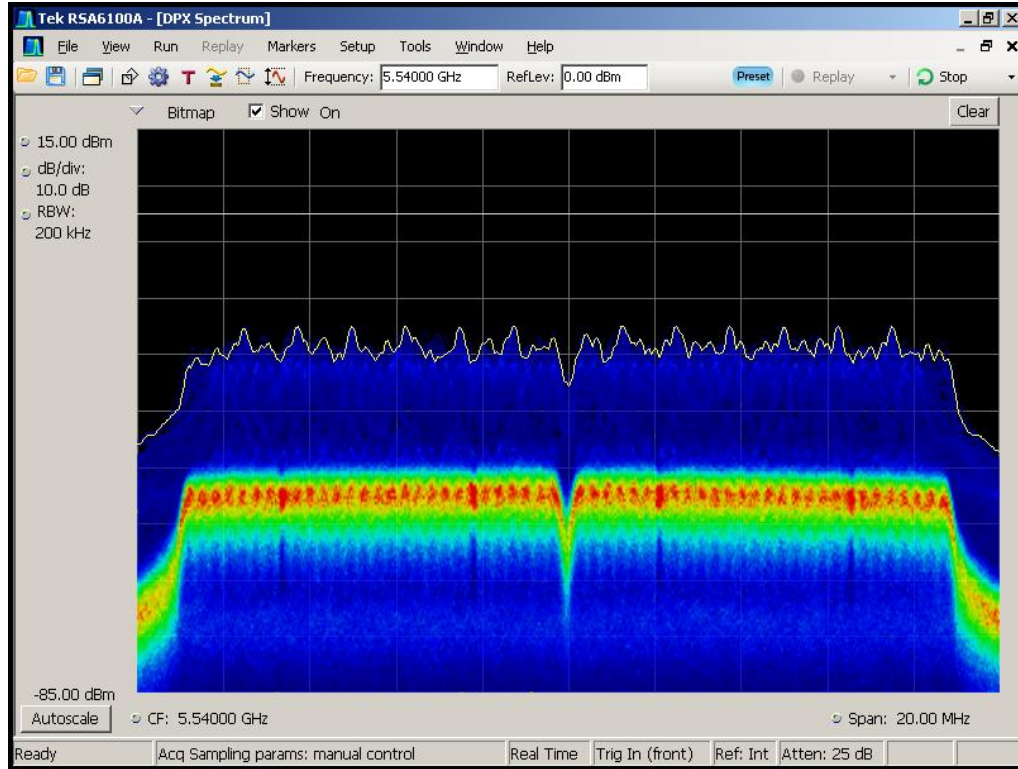 Tek RSA6100A - [DPX Spectrum]
File View Run Replay Markers Setup Tools Window Help
T Frequency: 5.54000 GHz RefLev: 0.00 dBm Preset Replay Stop
Bitmap Show On Clear
15.00 dBm
dB/div:
10.0 dB
RBW:
200 kHz
-85.00 dBm
Autoscale CF: 5.54000 GHz Span: 20.00 MHz
Ready Acq Sampling params: manual control Real Time Trig In (front) Ref: Int Atten: 25 dB